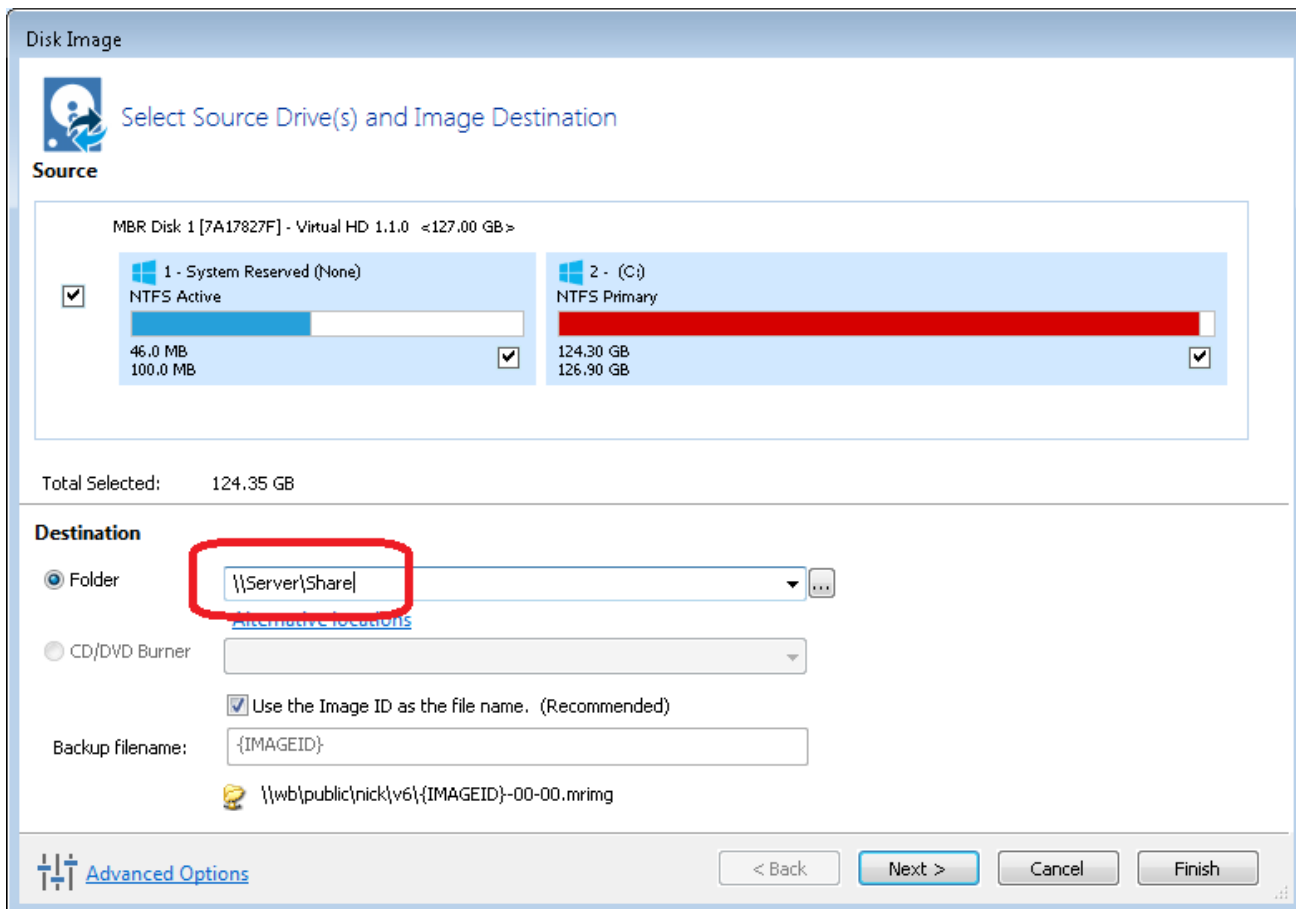 Disk Image
Select Source Drive(s) and Image Destination
Source
MBR Disk 1 [7A17827F] - Virtual HD 1.1.0 <127.00 GB>
1 - System Reserved (None)
NTFS Active
46.0 MB
100.0 MB
2 - (C:)
NTFS Primary
124.30 GB
126.90 GB
Total Selected: 124.35 GB
Destination
Folder \\Server\Share ...
Alternative locations
CD/DVD Burner
Use the Image ID as the file name. (Recommended)
Backup filename: {IMAGEID}
\\wb\public\nick\v6\{IMAGEID}-00-00.mrimg
Advanced Options < Back Next > Cancel Finish